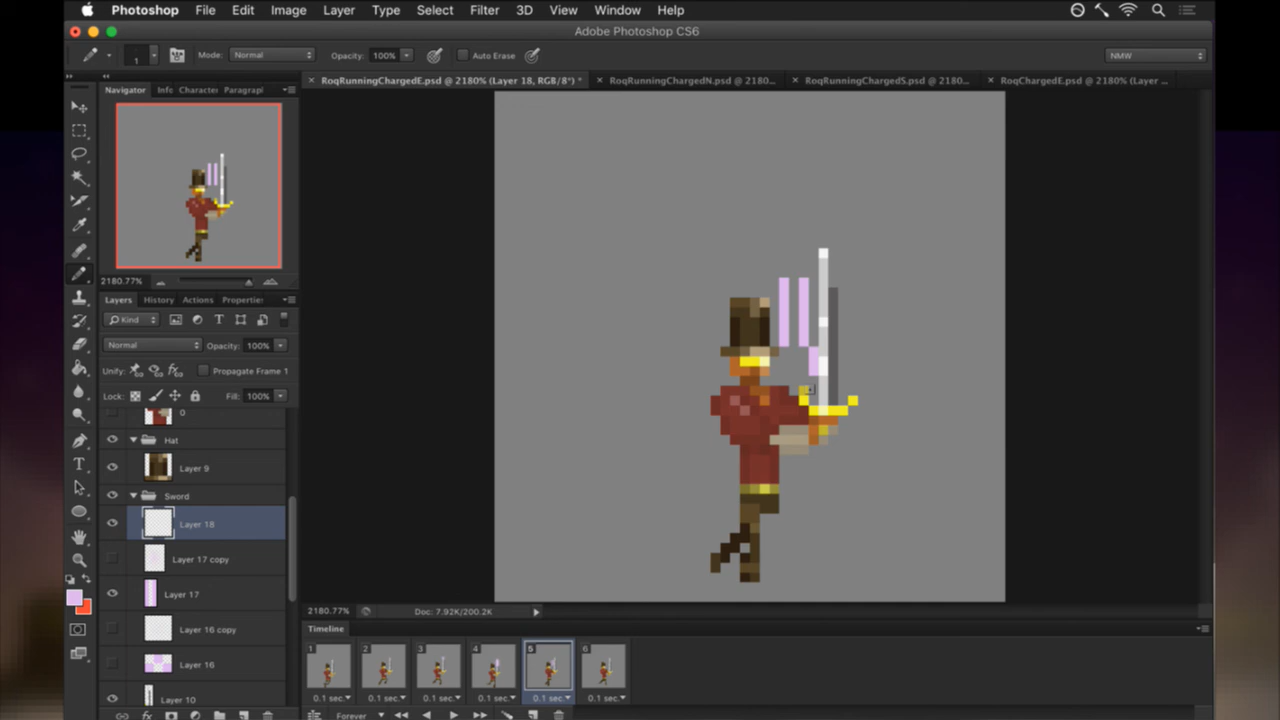 Photoshop File Edit Image Layer Type Select Filter 3D View Window Help
Adobe Photoshop CS6
1 Mode: Normal Opacity: 100% Auto Erase NMW
RoqRunningChargedE.psd @ 2180% (Layer 18, RGB/8*) * RoqRunningChargedN.psd @ 2180... RoqRunningChargedS.psd @ 2180... RoqChargedE.psd @ 2180% (Layer ...
Navigator Info Character Paragrapl
2180.77%
Layers History Actions Propertie:
Kind
Normal Opacity: 100%
Unify: Propagate Frame 1
Lock: Fill: 100%
Hat
Layer 9
Sword
Layer 18
Layer 17 copy
Layer 17
Layer 16 copy
Layer 16
Layer 10
2180.77% Doc: 7.92K/200.2K
Timeline
1 2 3 4 5 6
0.1 sec. 0.1 sec. 0.1 sec. 0.1 sec. 0.1 sec. 0.1 sec.
Forever